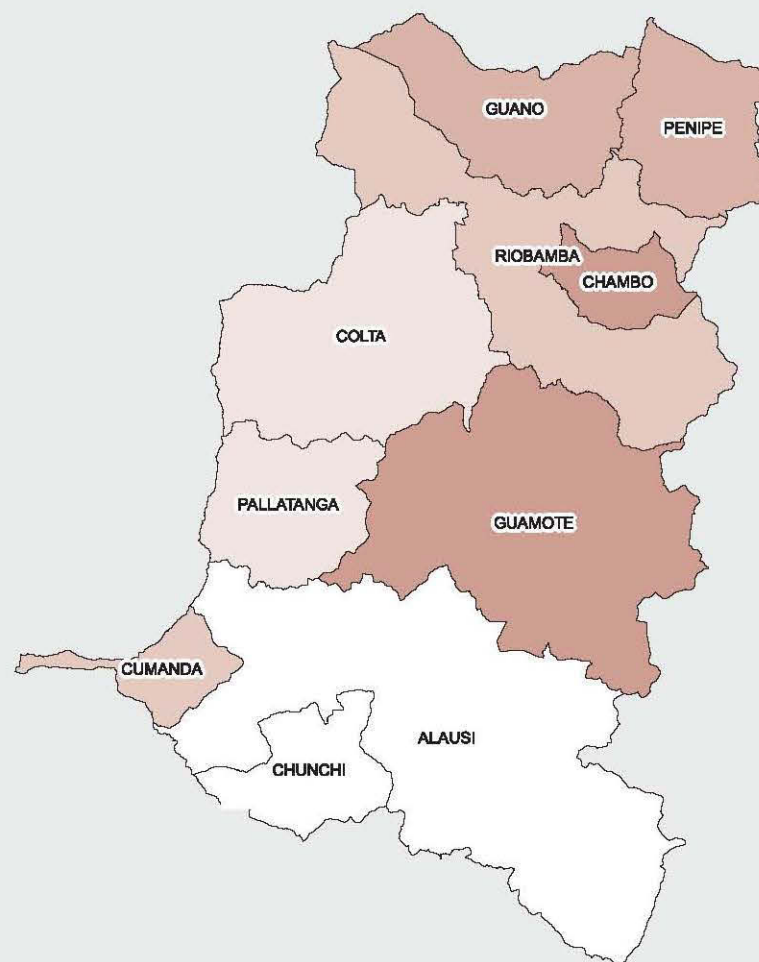 GUANO
PENIPE
RIOBAMBA
CHAMBO
COLTA
PALLATANGA
GUAMOTE
CUMANDA
ALAUSI
CHUNCHI